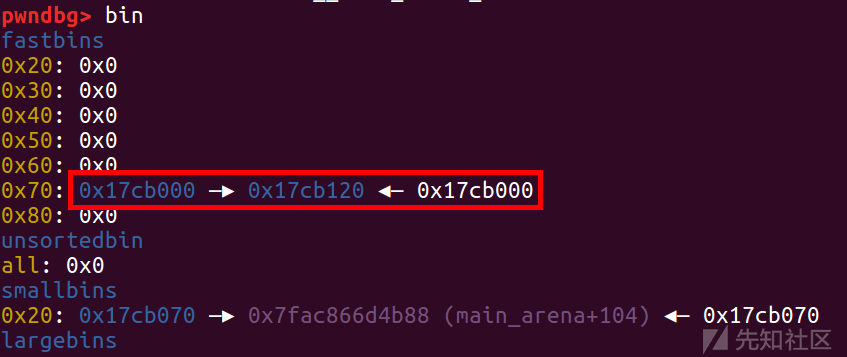 pwndbg> bin
fastbins
0x20: 0x0
0x30: 0x0
0x40: 0x0
0x50: 0x0
0x60: 0x0
0x70: 0x17cb000 —▸ 0x17cb120 ◂— 0x17cb000
0x80: 0x0
unsortedbin
all: 0x0
smallbins
0x20: 0x17cb070 —▸ 0x7fac866d4b88 (main_arena+104) ◂— 0x17cb070
largebins
先知社区